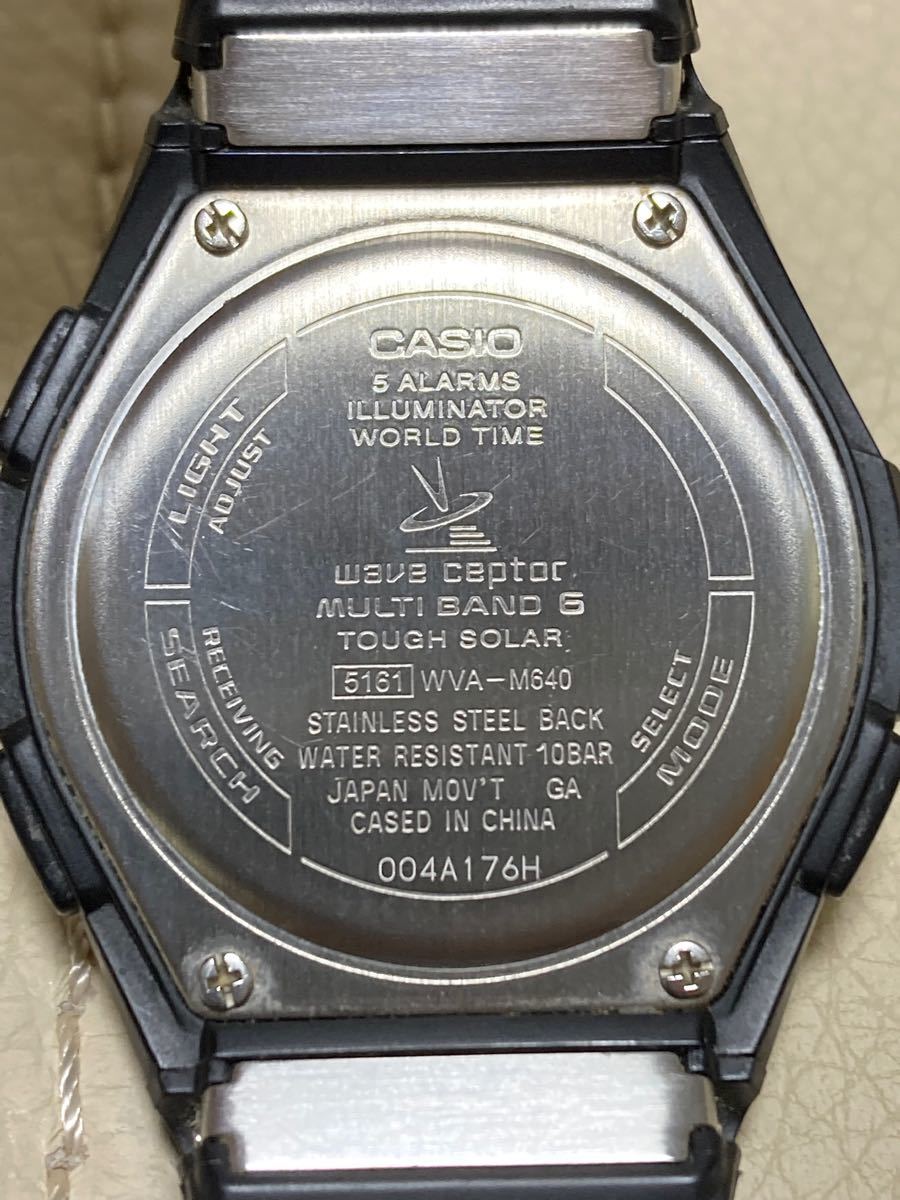 CASIO
5 ALARMS
ILLUMINATOR
WORLD TIME
LIGHT
ADJUST
wave ceptor
MULTI BAND 6
TOUGH SOLAR
5161 WVA-M640
STAINLESS STEEL BACK
WATER RESISTANT 10BAR
JAPAN MOV'T GA
CASED IN CHINA
004A176H
RECEIVING
SEARCH
SELECT
MODE